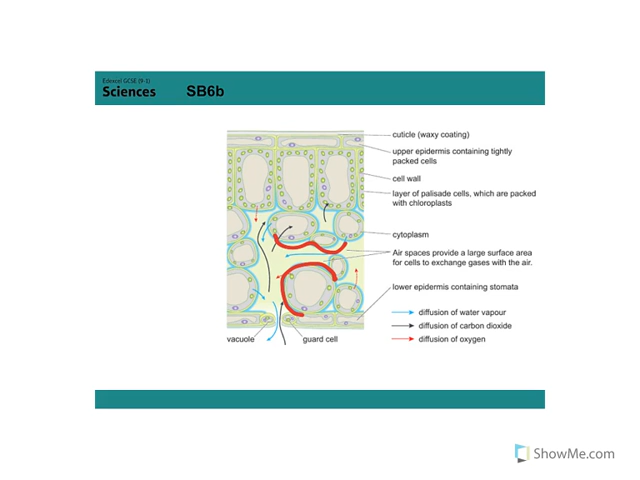 Edexcel GCSE (9-1)
Sciences
SB6b
cuticle (waxy coating)
upper epidermis containing tightly
packed cells
cell wall
layer of palisade cells, which are packed
with chloroplasts
cytoplasm
Air spaces provide a large surface area
for cells to exchange gases with the air.
lower epidermis containing stomata
diffusion of water vapour
diffusion of carbon dioxide
diffusion of oxygen
vacuole
guard cell
ShowMe.com